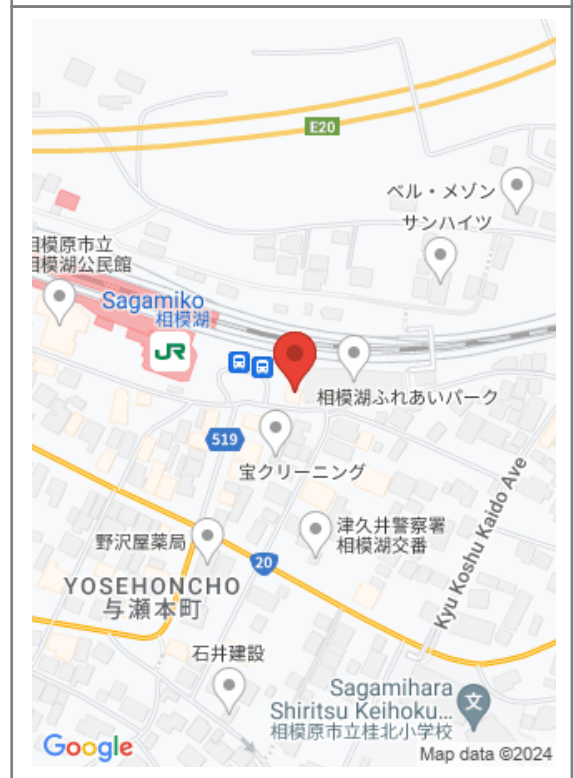 E20
ベル・メゾン
サンハイツ
相模原市立
相模湖公民館
Sagamiko
相模湖
JR
相模湖ふれあいパーク
519
宝クリーニング
津久井警察署
相模湖交番
野沢屋薬局
20
Kyu Koshu Kaido Ave
YOSEHONCHO
与瀬本町
石井建設
Sagamihara
Shiritsu Keihoku...
相模原市立桂北小学校
文
Google
Map data ©2024